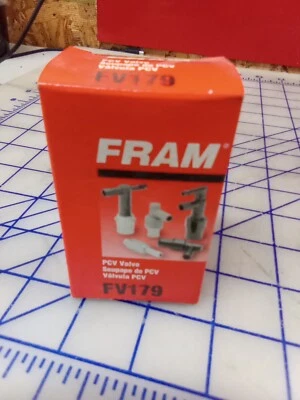 PCV Valve
Soupape de PCV
Válvula PCV
FV179
FRAM®
PCV Valve
Soupape de PCV
Válvula PCV
FV179